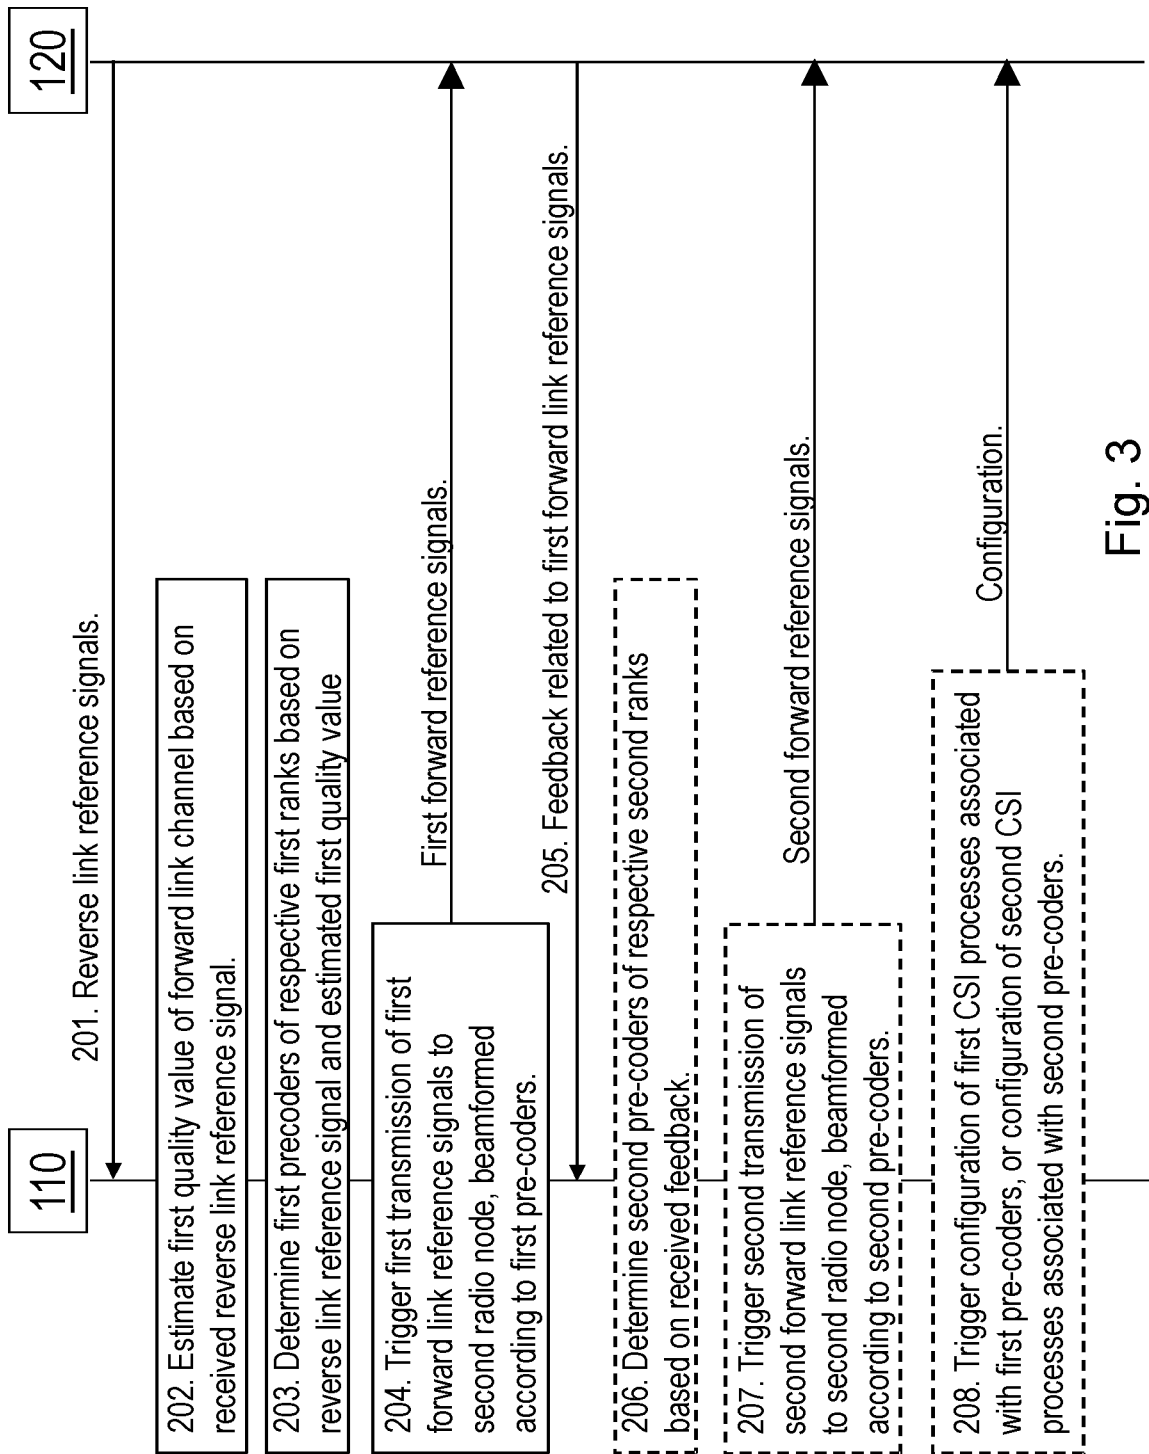 110
120
201. Reverse link reference signals.
202. Estimate first quality value of forward link channel based on
received reverse link reference signal.
203. Determine first precoders of respective first ranks based on
reverse link reference signal and estimated first quality value
204. Trigger first transmission of first
forward link reference signals to
second radio node, beamformed
according to first pre-coders.
First forward reference signals.
205. Feedback related to first forward link reference signals.
206. Determine second pre-coders of respective second ranks
based on received feedback.
207. Trigger second transmission of
second forward link reference signals
to second radio node, beamformed
according to second pre-coders.
Second forward reference signals.
208. Trigger configuration of first CSI processes associated
with first pre-coders, or configuration of second CSI
processes associated with second pre-coders.
Configuration.
Fig. 3